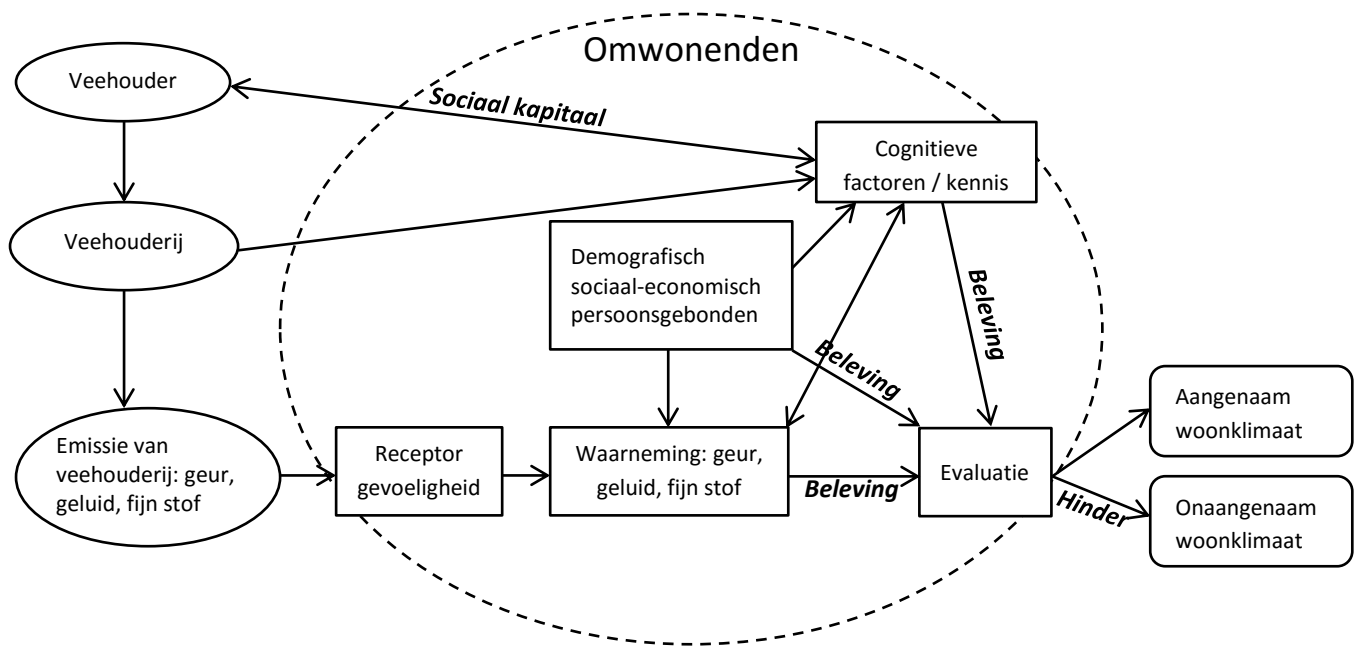 Omwonenden
Veehouder
Sociaal kapitaal
Cognitieve
factoren / kennis
Veehouderij
Demografisch
sociaal-economisch
persoonsgebonden
Beleving
Beleving
Emissie van
veehouderij: geur,
geluid, fijn stof
Receptor
gevoeligheid
Waarneming: geur,
geluid, fijn stof
Beleving
Evaluatie
Aangenaam
woonklimaat
Hinder
Onaangenaam
woonklimaat